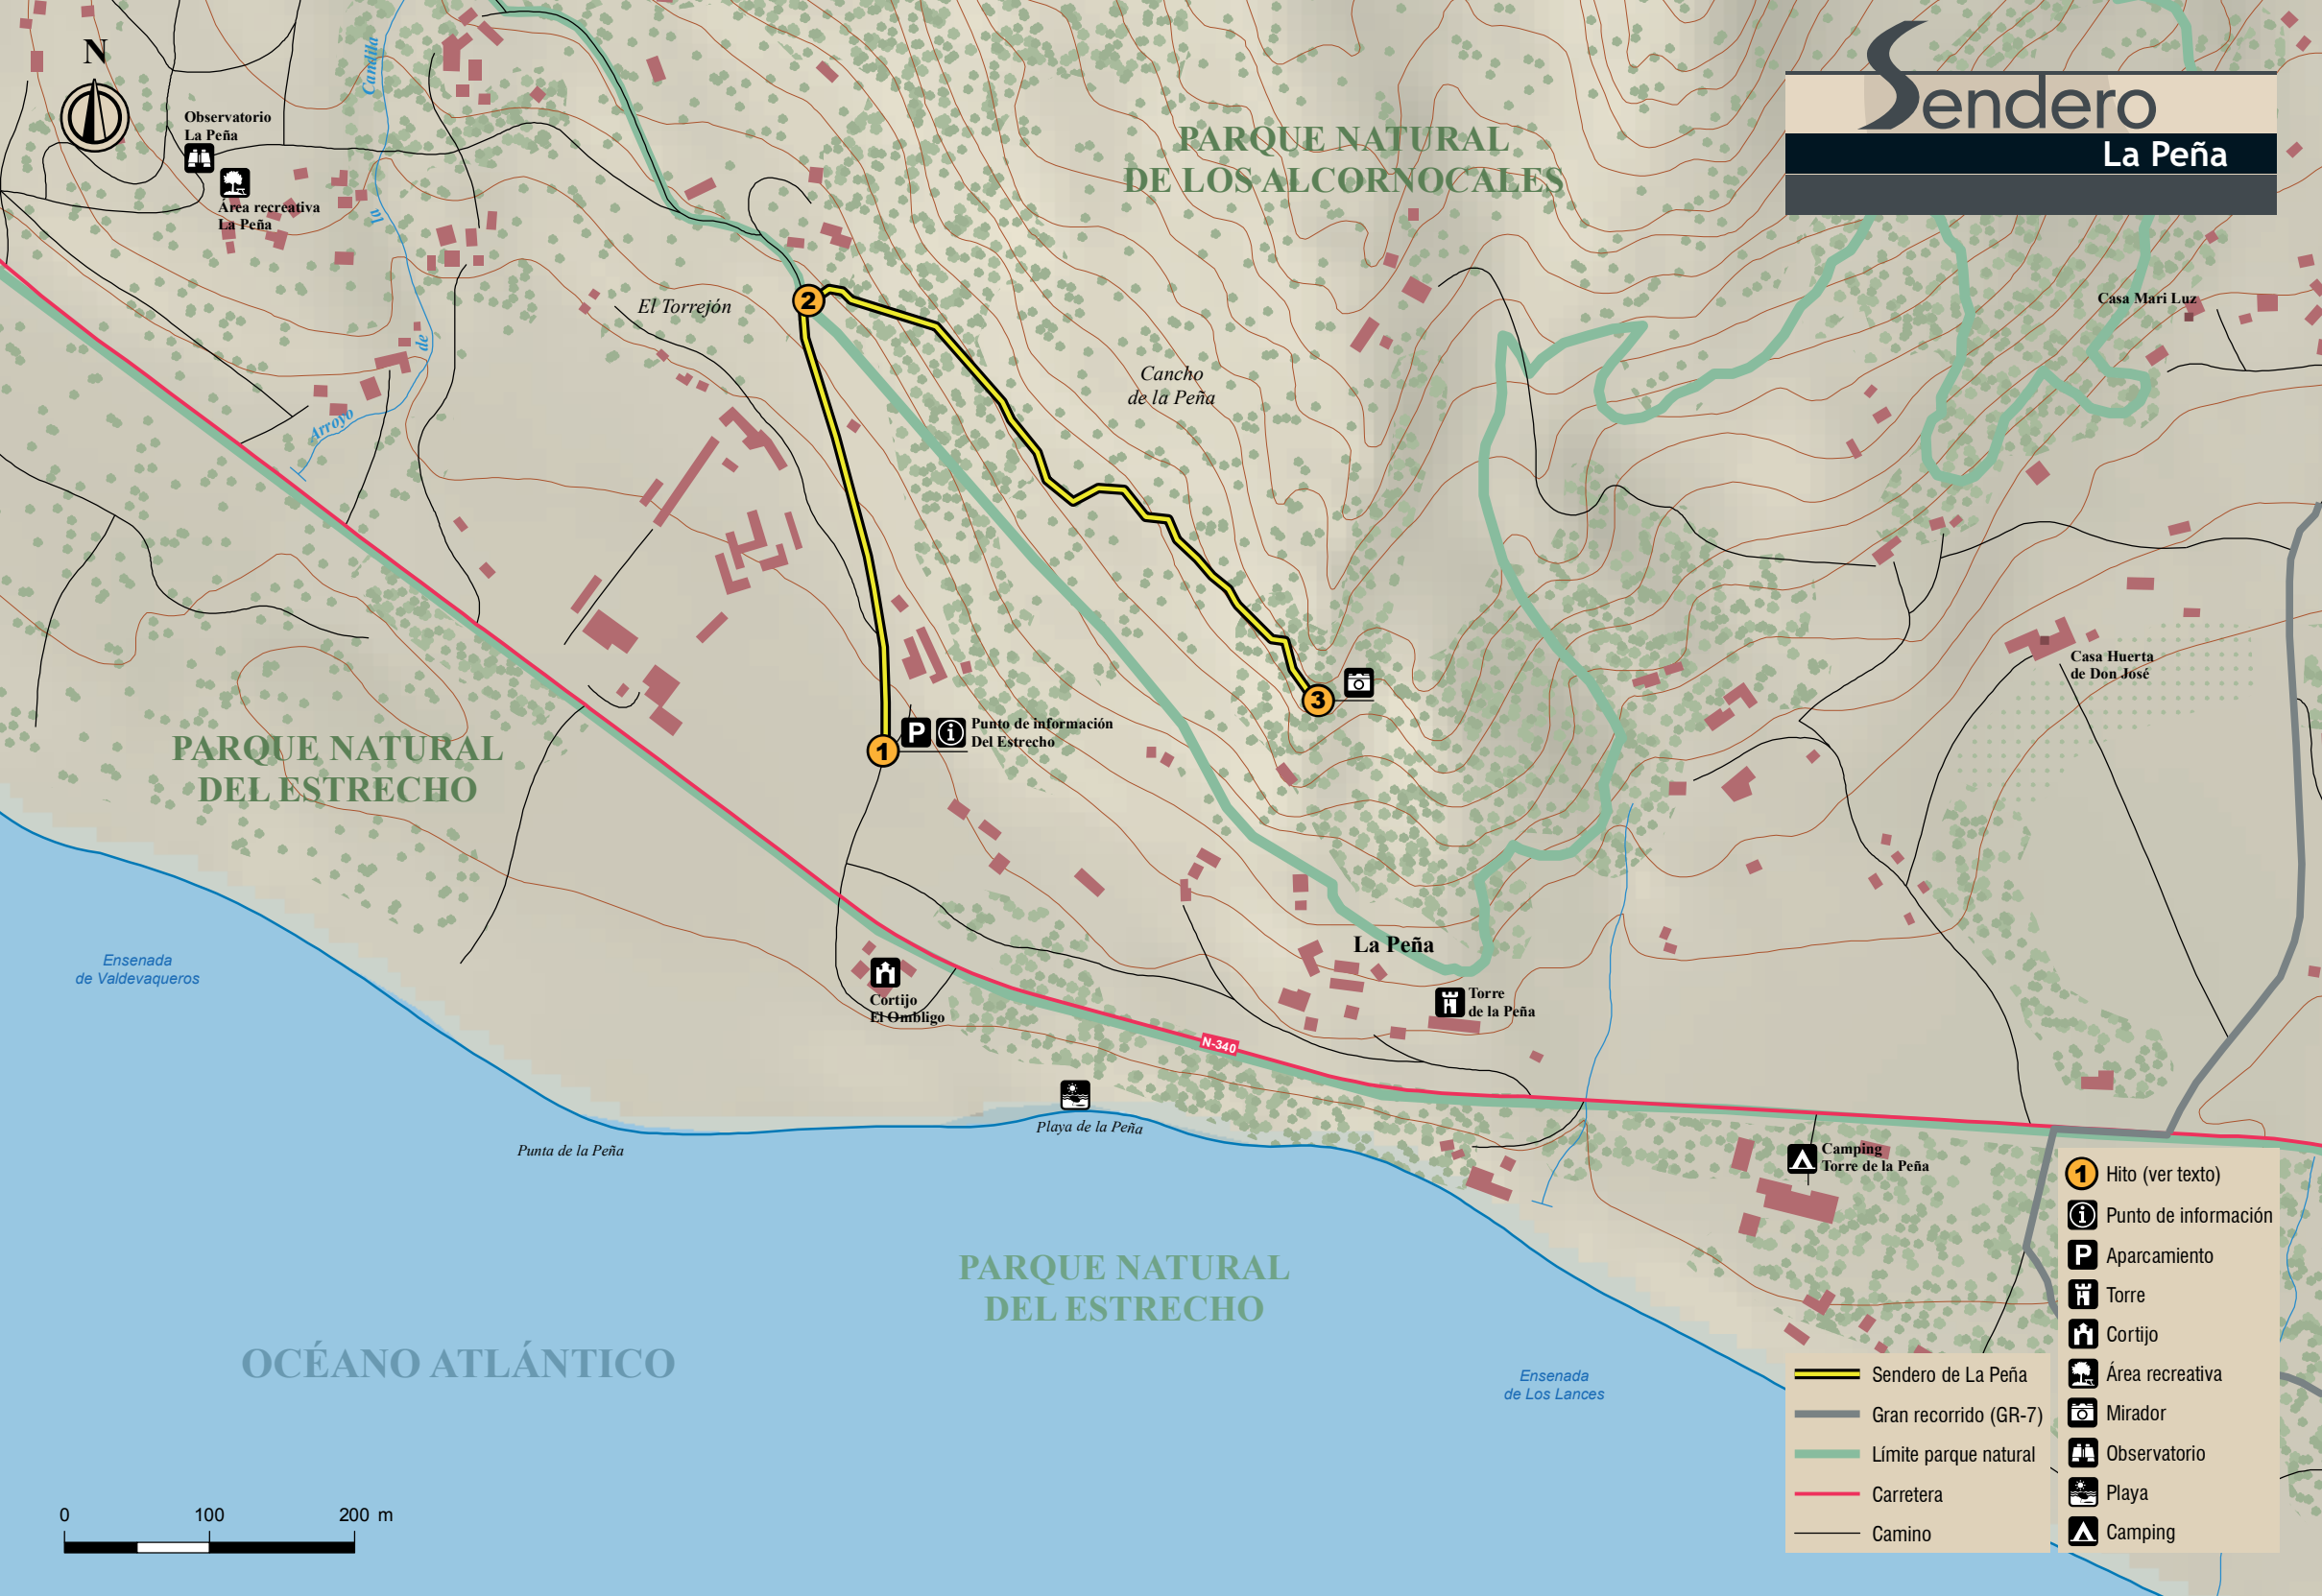 N
Candila
la
de
Arroyo
Observatorio
La Peña
Área recreativa
La Peña
El Torrejón
PARQUE NATURAL
DE LOS ALCORNOCALES
Sendero
La Peña
Casa Mari Luz
2
Cancho
de la Peña
3
1
P
Punto de información
Del Estrecho
Casa Huerta
de Don José
PARQUE NATURAL
DEL ESTRECHO
La Peña
Torre
de la Peña
Cortijo
El Ombligo
N-340
Ensenada
de Valdevaqueros
Punta de la Peña
Playa de la Peña
Camping
Torre de la Peña
PARQUE NATURAL
DEL ESTRECHO
OCÉANO ATLÁNTICO
Ensenada
de Los Lances
0 100 200 m
Sendero de La Peña
Gran recorrido (GR-7)
Límite parque natural
Carretera
Camino
1 Hito (ver texto)
Punto de información
P Aparcamiento
Torre
Cortijo
Área recreativa
Mirador
Observatorio
Playa
Camping